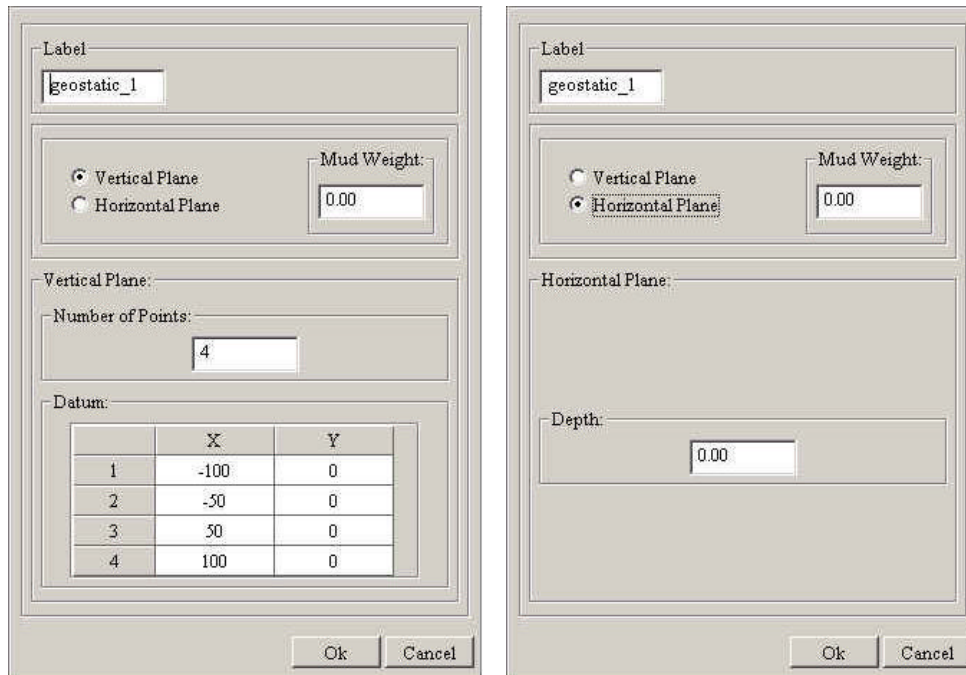 Label
geostatic_1
Vertical Plane
Horizontal Plane
Mud Weight:
0.00
Vertical Plane:
Number of Points:
4
Datum:
X Y
1 -100 0
2 -50 0
3 50 0
4 100 0
Ok Cancel
Label
geostatic_1
Vertical Plane
Horizontal Plane
Mud Weight:
0.00
Horizontal Plane:
Depth:
0.00
Ok Cancel